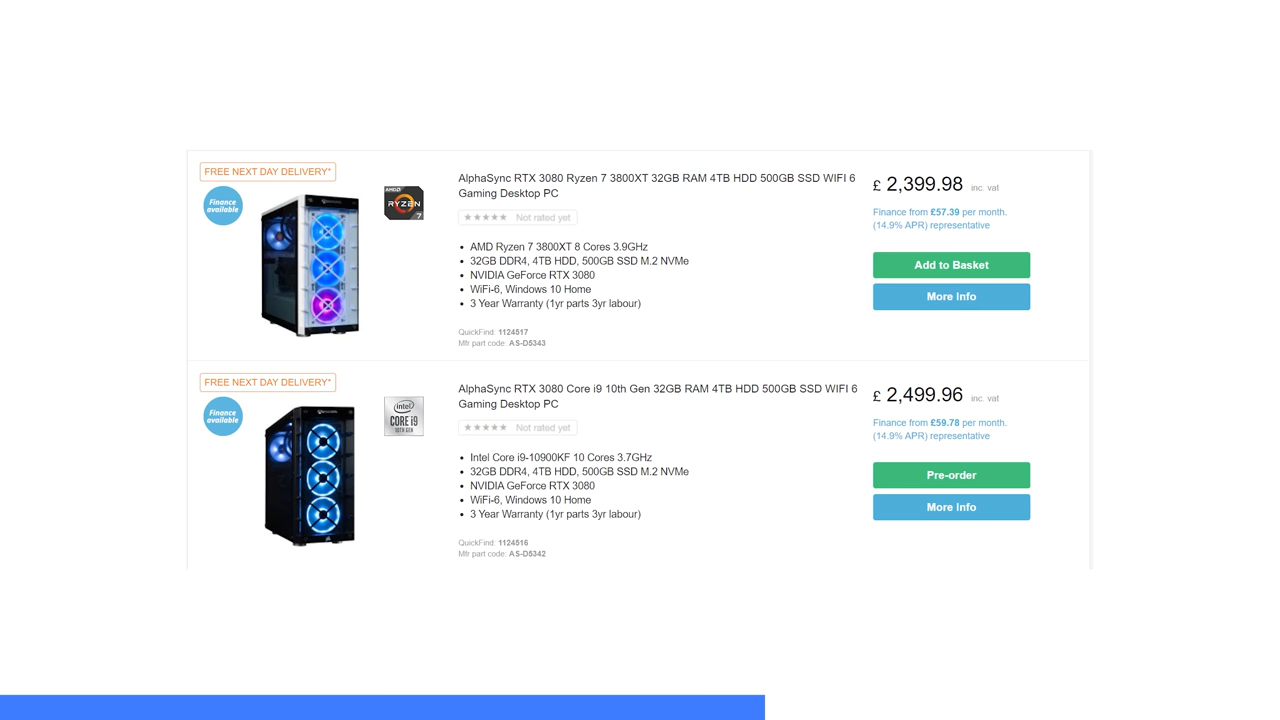 FREE NEXT DAY DELIVERY*
Finance
available
AMD
RYZEN
7
AlphaSync RTX 3080 Ryzen 7 3800XT 32GB RAM 4TB HDD 500GB SSD WIFI 6
Gaming Desktop PC
★★★★★ Not rated yet
• AMD Ryzen 7 3800XT 8 Cores 3.9GHz
• 32GB DDR4, 4TB HDD, 500GB SSD M.2 NVMe
• NVIDIA GeForce RTX 3080
• WiFi-6, Windows 10 Home
• 3 Year Warranty (1yr parts 3yr labour)
QuickFind: 1124517
Mfr part code: AS-D5343
£ 2,399.98 inc. vat
Finance from £57.39 per month.
(14.9% APR) representative
Add to Basket
More Info
FREE NEXT DAY DELIVERY*
Finance
available
intel
CORE i9
10TH GEN
AlphaSync RTX 3080 Core i9 10th Gen 32GB RAM 4TB HDD 500GB SSD WIFI 6
Gaming Desktop PC
★★★★★ Not rated yet
• Intel Core i9-10900KF 10 Cores 3.7GHz
• 32GB DDR4, 4TB HDD, 500GB SSD M.2 NVMe
• NVIDIA GeForce RTX 3080
• WiFi-6, Windows 10 Home
• 3 Year Warranty (1yr parts 3yr labour)
QuickFind: 1124516
Mfr part code: AS-D5342
£ 2,499.96 inc. vat
Finance from £59.78 per month.
(14.9% APR) representative
Pre-order
More Info